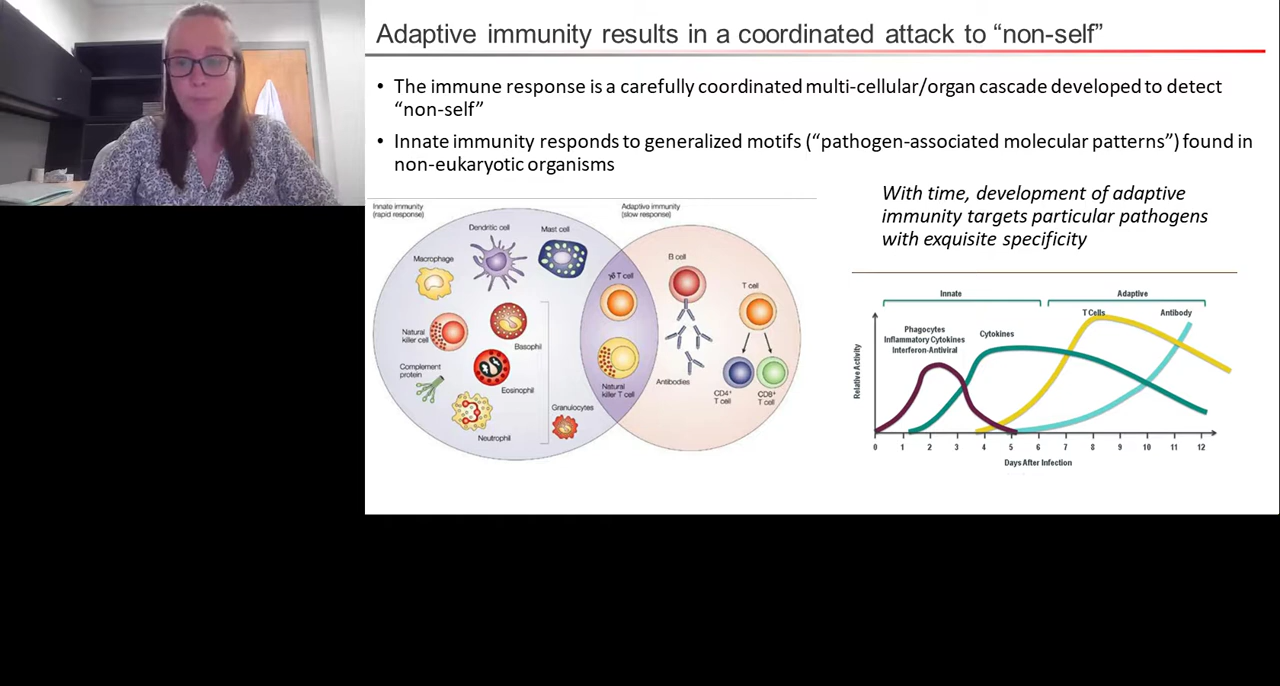 Adaptive immunity results in a coordinated attack to “non-self”
• The immune response is a carefully coordinated multi-cellular/organ cascade developed to detect
“non-self”
• Innate immunity responds to generalized motifs (“pathogen-associated molecular patterns”) found in
non-eukaryotic organisms
With time, development of adaptive
immunity targets particular pathogens
with exquisite specificity
Innate immunity
(rapid response)
Adaptive immunity
(slow response)
Dendritic cell
Mast cell
Macrophage
γδ T cell
B cell
T cell
Natural
killer cell
Basophil
Complement
protein
Eosinophil
Antibodies
Natural
killer T cell
CD4+
T cell
CD8+
T cell
Granulocytes
Neutrophil
Innate
Adaptive
T Cells
Antibody
Phagocytes
Inflammatory Cytokines
Interferon-Antiviral
Cytokines
Relative Activity
0 1 2 3 4 5 6 7 8 9 10 11 12
Days After Infection